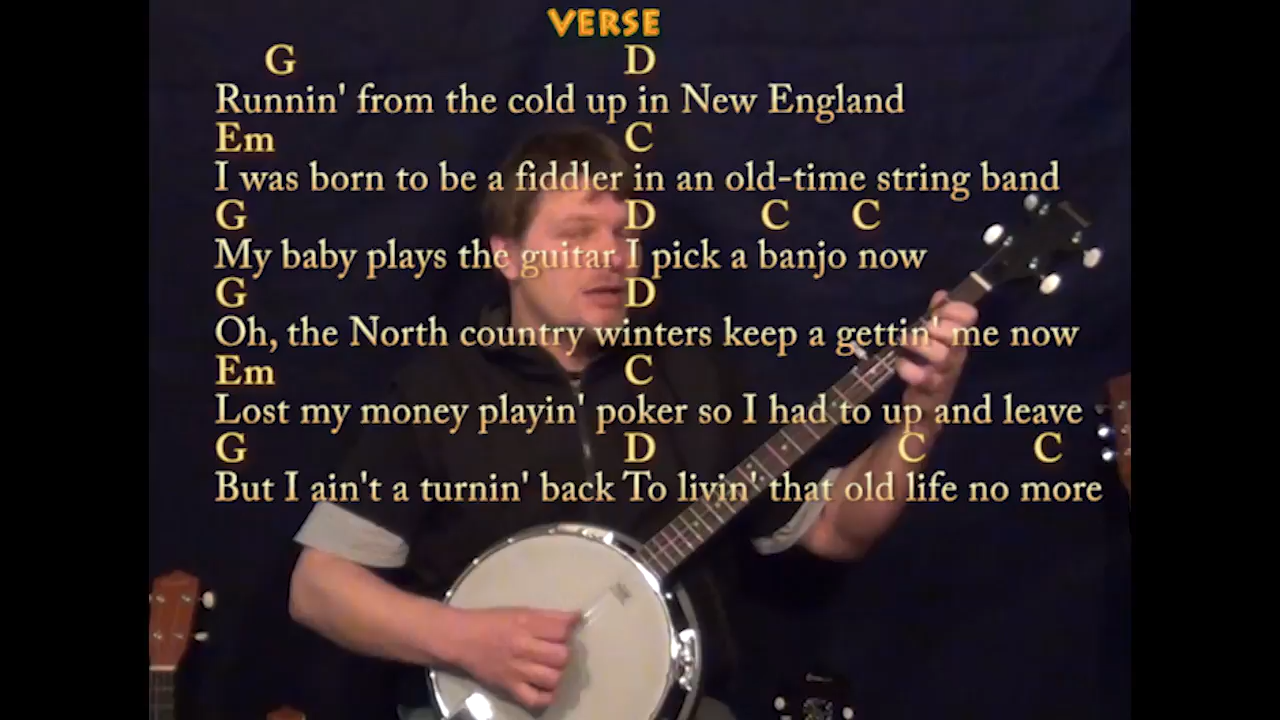 VERSE
G D
Runnin' from the cold up in New England
Em C
I was born to be a fiddler in an old-time string band
G D C C
My baby plays the guitar I pick a banjo now
G D
Oh, the North country winters keep a gettin' me now
Em C
Lost my money playin' poker so I had to up and leave
G D C C
But I ain't a turnin' back To livin' that old life no more